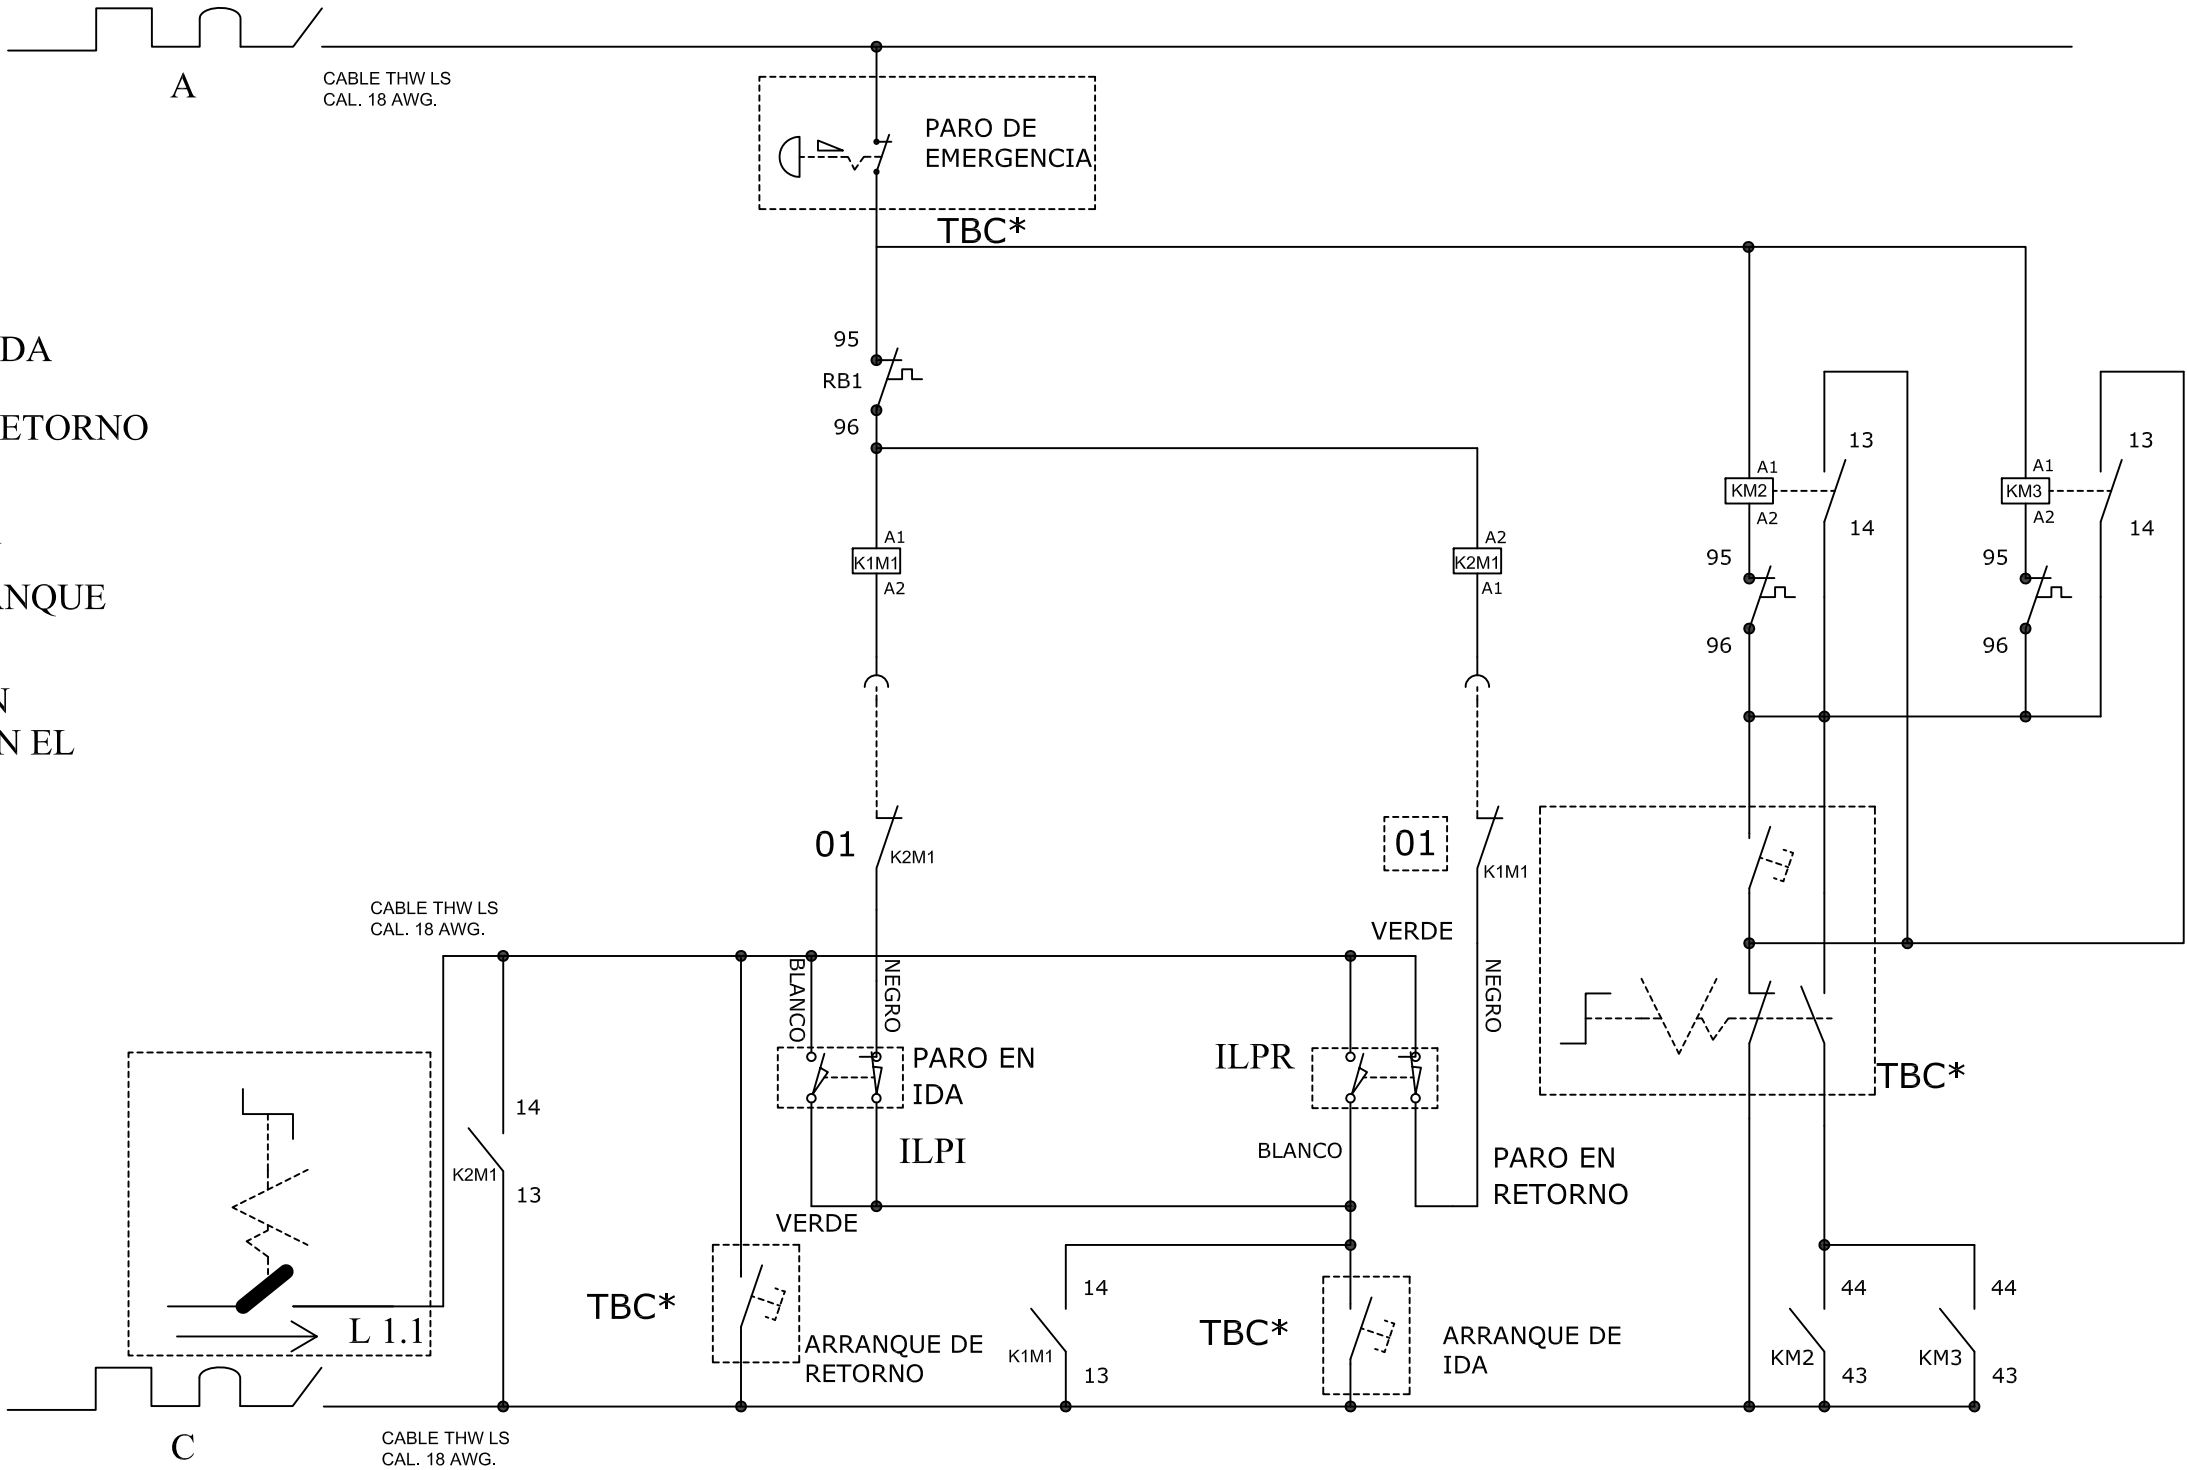 A
CABLE THW LS
CAL. 18 AWG.
PARO DE
EMERGENCIA
TBC*
DA
ETORNO
NQUE
N EL
95
RB1
96
A1
K1M1
A2
A2
K2M1
A1
A1
KM2
A2
13
14
95
96
A1
KM3
A2
13
14
95
96
01
K2M1
01
K1M1
CABLE THW LS
CAL. 18 AWG.
VERDE
BLANCO
NEGRO
NEGRO
PARO EN
IDA
ILPI
ILPR
BLANCO
PARO EN
RETORNO
TBC*
14
K2M1
13
VERDE
TBC*
ARRANQUE DE
RETORNO
14
K1M1
13
TBC*
ARRANQUE DE
IDA
44
KM2
43
44
KM3
43
L 1.1
C
CABLE THW LS
CAL. 18 AWG.